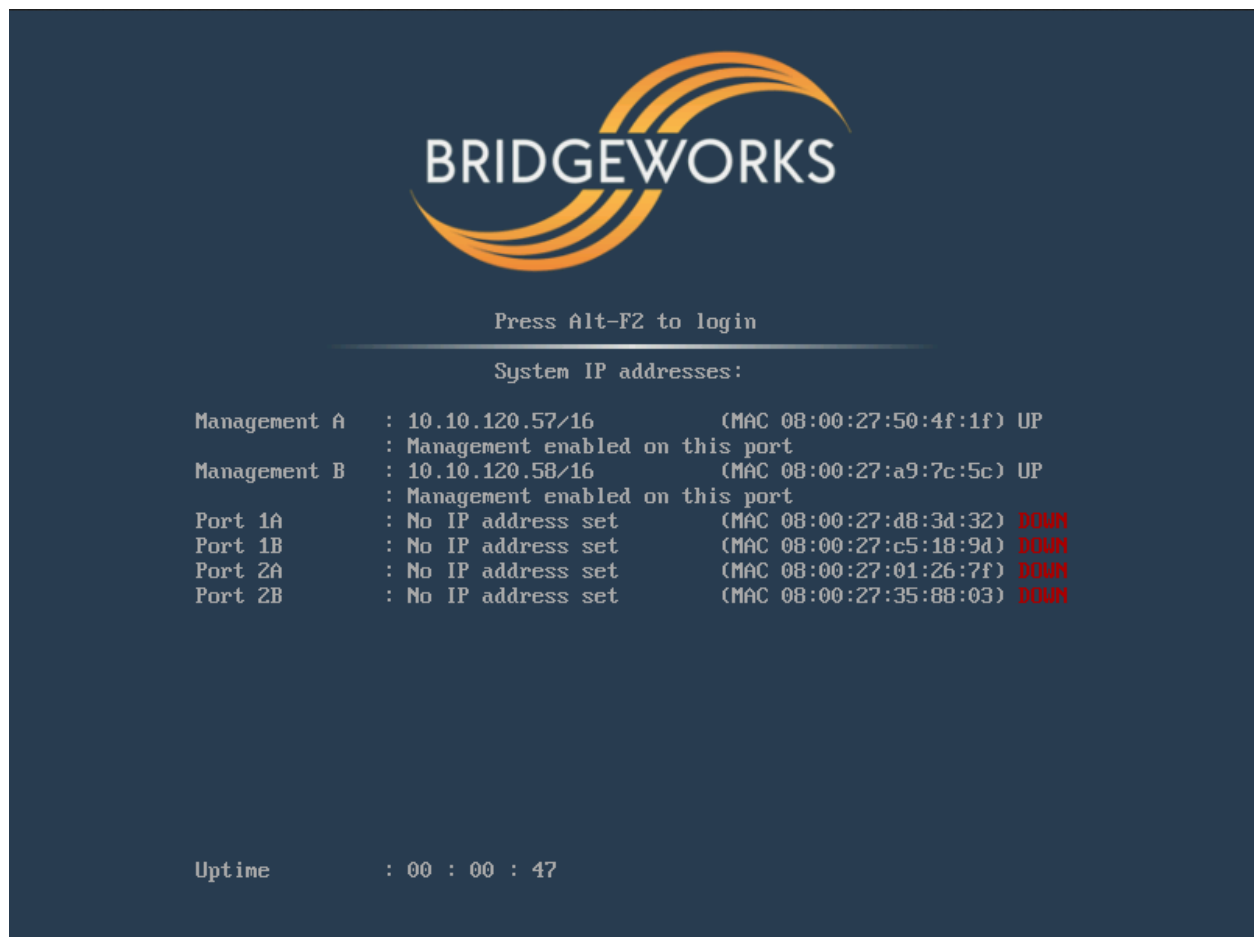 BRIDGEWORKS
Press Alt-F2 to login
System IP addresses:
Management A : 10.10.120.57/16 (MAC 08:00:27:50:4f:1f) UP
: Management enabled on this port
Management B : 10.10.120.58/16 (MAC 08:00:27:a9:7c:5c) UP
: Management enabled on this port
Port 1A : No IP address set (MAC 08:00:27:d8:3d:32) DOWN
Port 1B : No IP address set (MAC 08:00:27:c5:18:9d) DOWN
Port 2A : No IP address set (MAC 08:00:27:01:26:7f) DOWN
Port 2B : No IP address set (MAC 08:00:27:35:88:03) DOWN
Uptime : 00 : 00 : 47